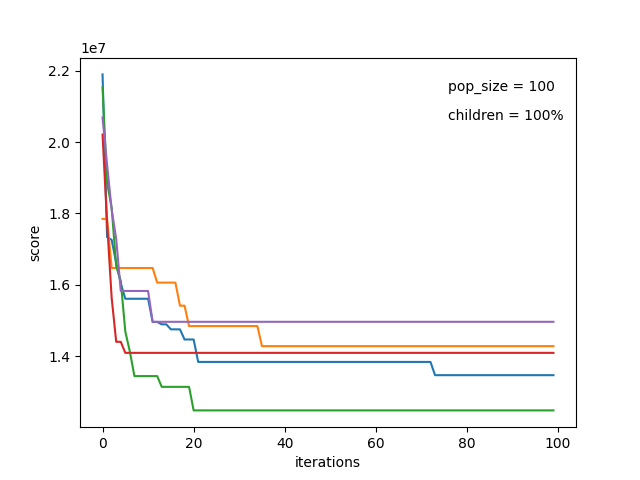 1e7
2.2
2.0
1.8
1.6
1.4
score
pop_size = 100
children = 100%
0 20 40 60 80 100
iterations